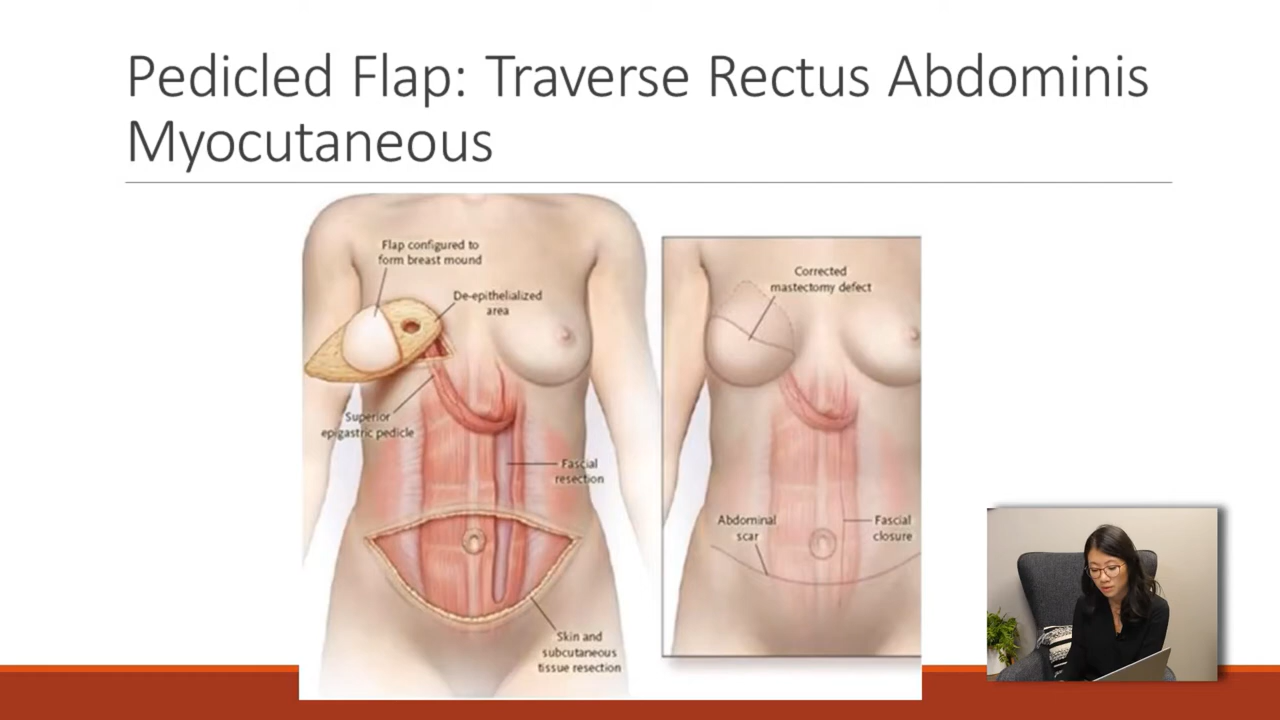 Pedicled Flap: Traverse Rectus Abdominis
Myocutaneous
Flap configured to
form breast mound
De-epithelialized
area
Superior
epigastric pedicle
Fascial
resection
Skin and
subcutaneous
tissue resection
Corrected
mastectomy defect
Abdominal
scar
Fascial
closure